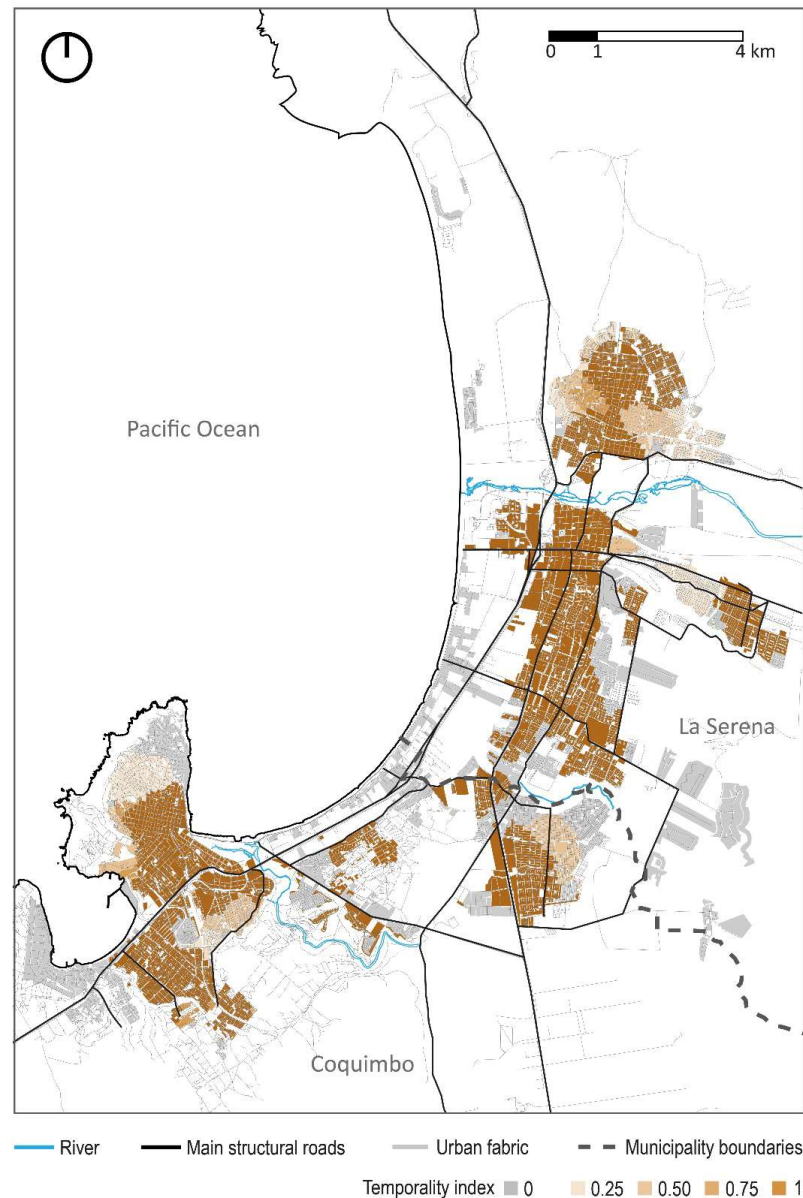 0 1 4 km
Pacific Ocean
La Serena
Coquimbo
River Main structural roads Urban fabric Municipality boundaries
Temporality index 0 0.25 0.50 0.75 1